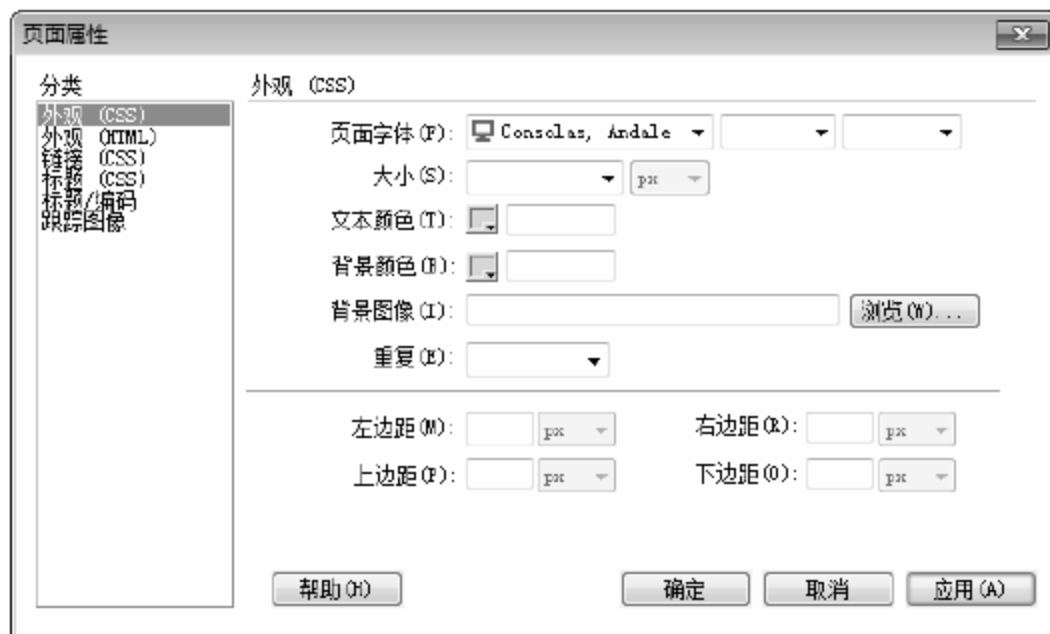 页面属性
分类
外观 (CSS)
外观 (HTML)
链接 (CSS)
标题 (CSS)
标题/编码
跟踪图像
外观 (CSS)
页面字体(F): Consolas, Andale
大小(S): px
文本颜色(T):
背景颜色(B):
背景图像(I): 浏览(W)...
重复(E):
左边距(M): px 右边距(R): px
上边距(P): px 下边距(O): px
帮助(H) 确定 取消 应用(A)